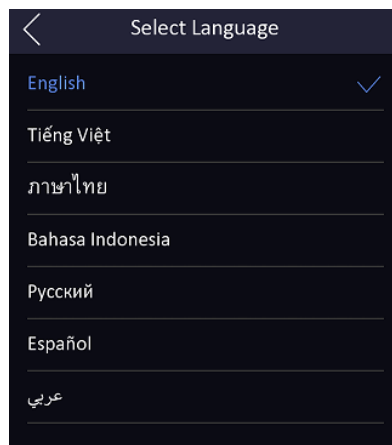 Select Language
English
Tiếng Việt
ภาษาไทย
Bahasa Indonesia
Русский
Español
عربي